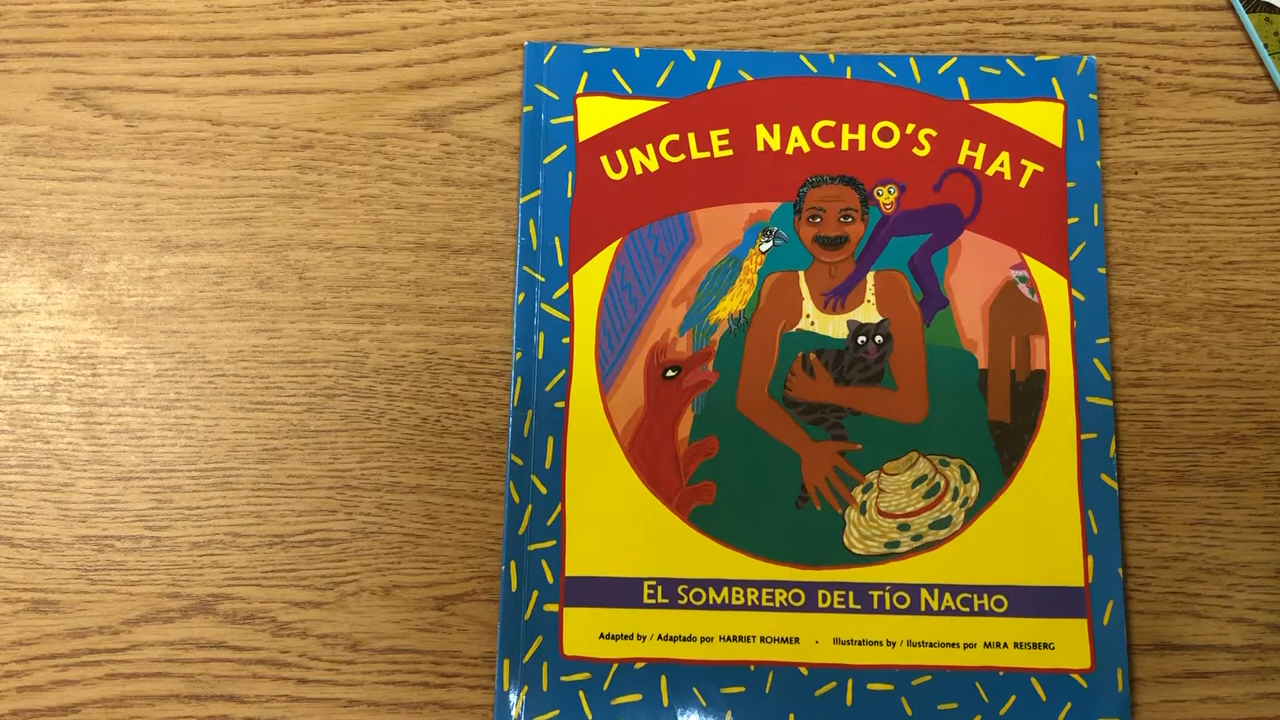 UNCLE NACHO'S HAT
EL SOMBRERO DEL TÍO NACHO
Adapted by / Adaptado por HARRIET ROHMER • Illustrations by / Ilustraciones por MIRA REISBERG